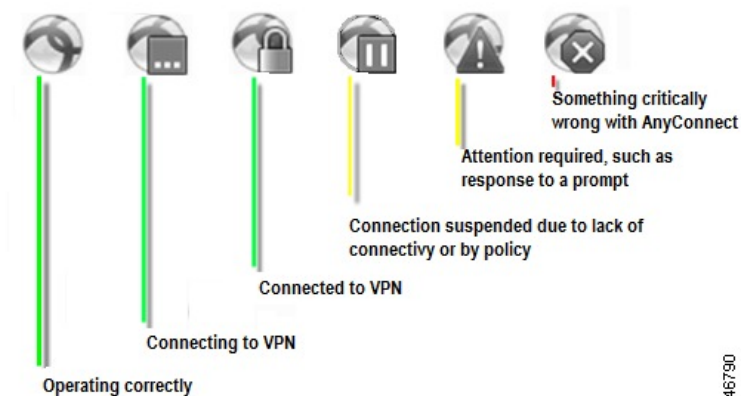 Something critically
wrong with AnyConnect
Attention required, such as
response to a prompt
Connection suspended due to lack of
connectivy or by policy
Connected to VPN
Connecting to VPN
Operating correctly
46790